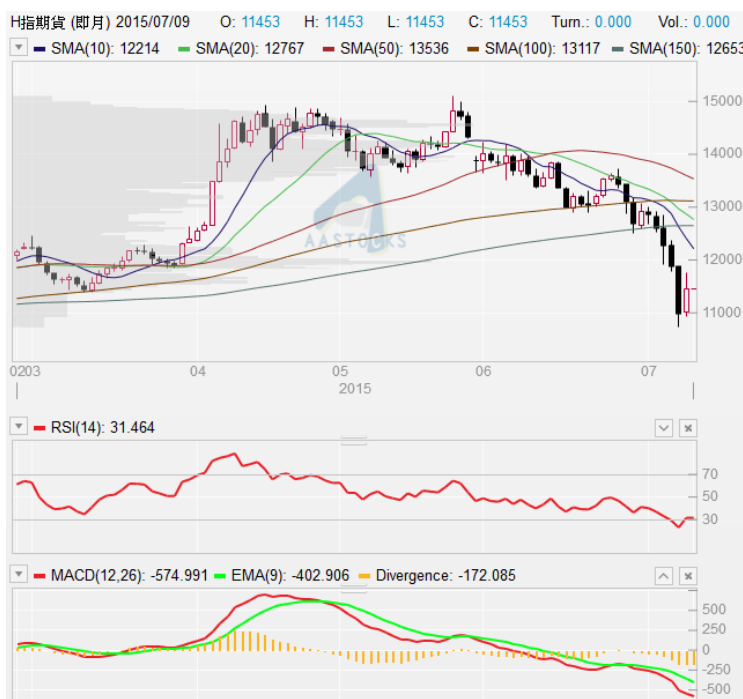 H指期貨 (即月) 2015/07/09 O: 11453 H: 11453 L: 11453 C: 11453 Turn.: 0.000 Vol.: 0.000
SMA(10): 12214 SMA(20): 12767 SMA(50): 13536 SMA(100): 13117 SMA(150): 12653
15000
14000
13000
AASTOCKS
12000
11000
0203 04 05 06 07
2015
RSI(14): 31.464
70
50
30
MACD(12,26): -574.991 EMA(9): -402.906 Divergence: -172.085
500
250
0
-250
-500